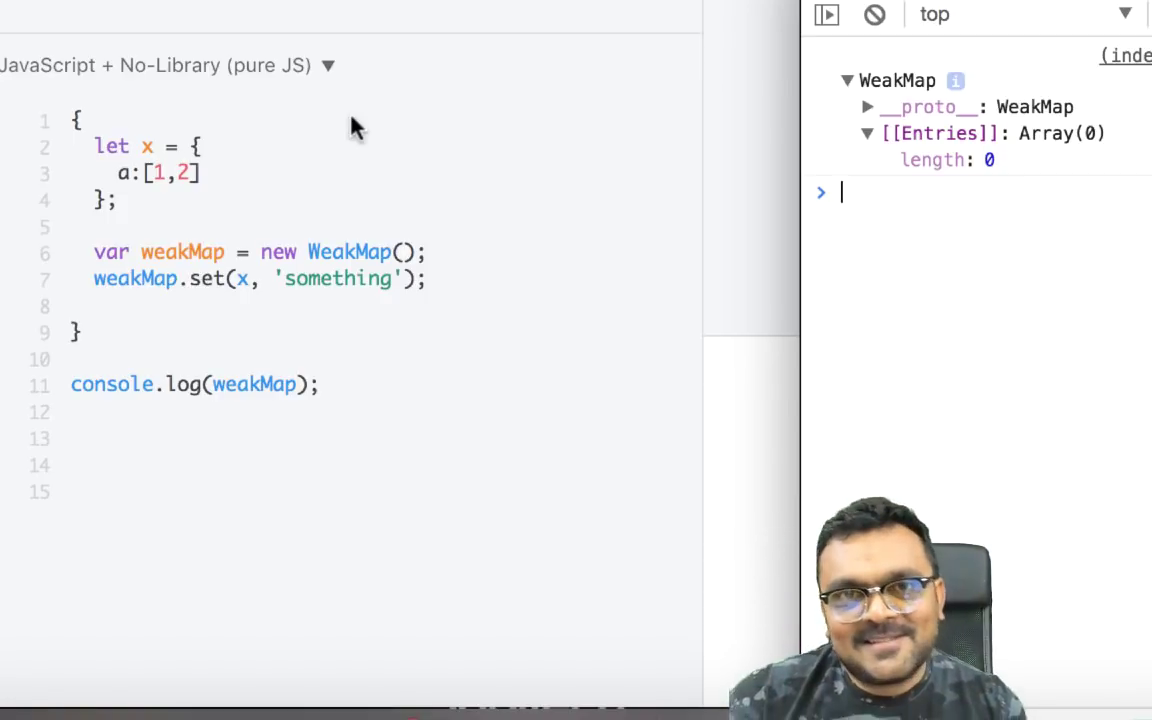 JavaScript + No-Library (pure JS) ▼
1 {
2 let x = {
3 a:[1,2]
4 };
5
6 var weakMap = new WeakMap();
7 weakMap.set(x, 'something');
8
9 }
10
11 console.log(weakMap);
12
13
14
15
top ▼
(inde
▼ WeakMap i
▶ __proto__: WeakMap
▼ [[Entries]]: Array(0)
length: 0
>